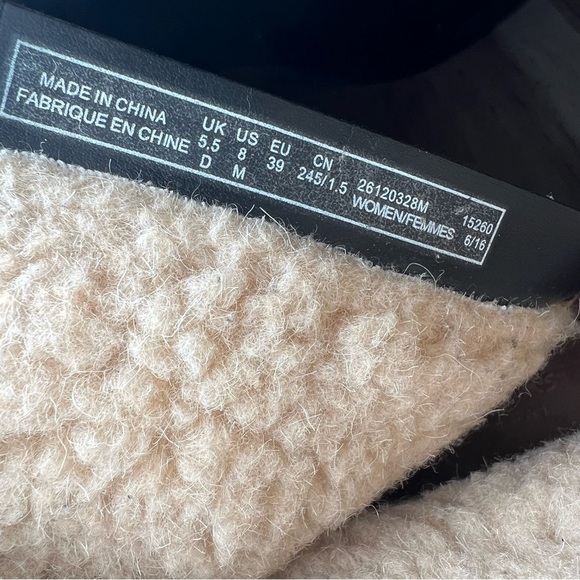 MADE IN CHINA UK US EU CN 26120328M 15260
FABRIQUE EN CHINE 5.5 8 39 245/1.5 WOMEN/FEMMES 6/16
D M